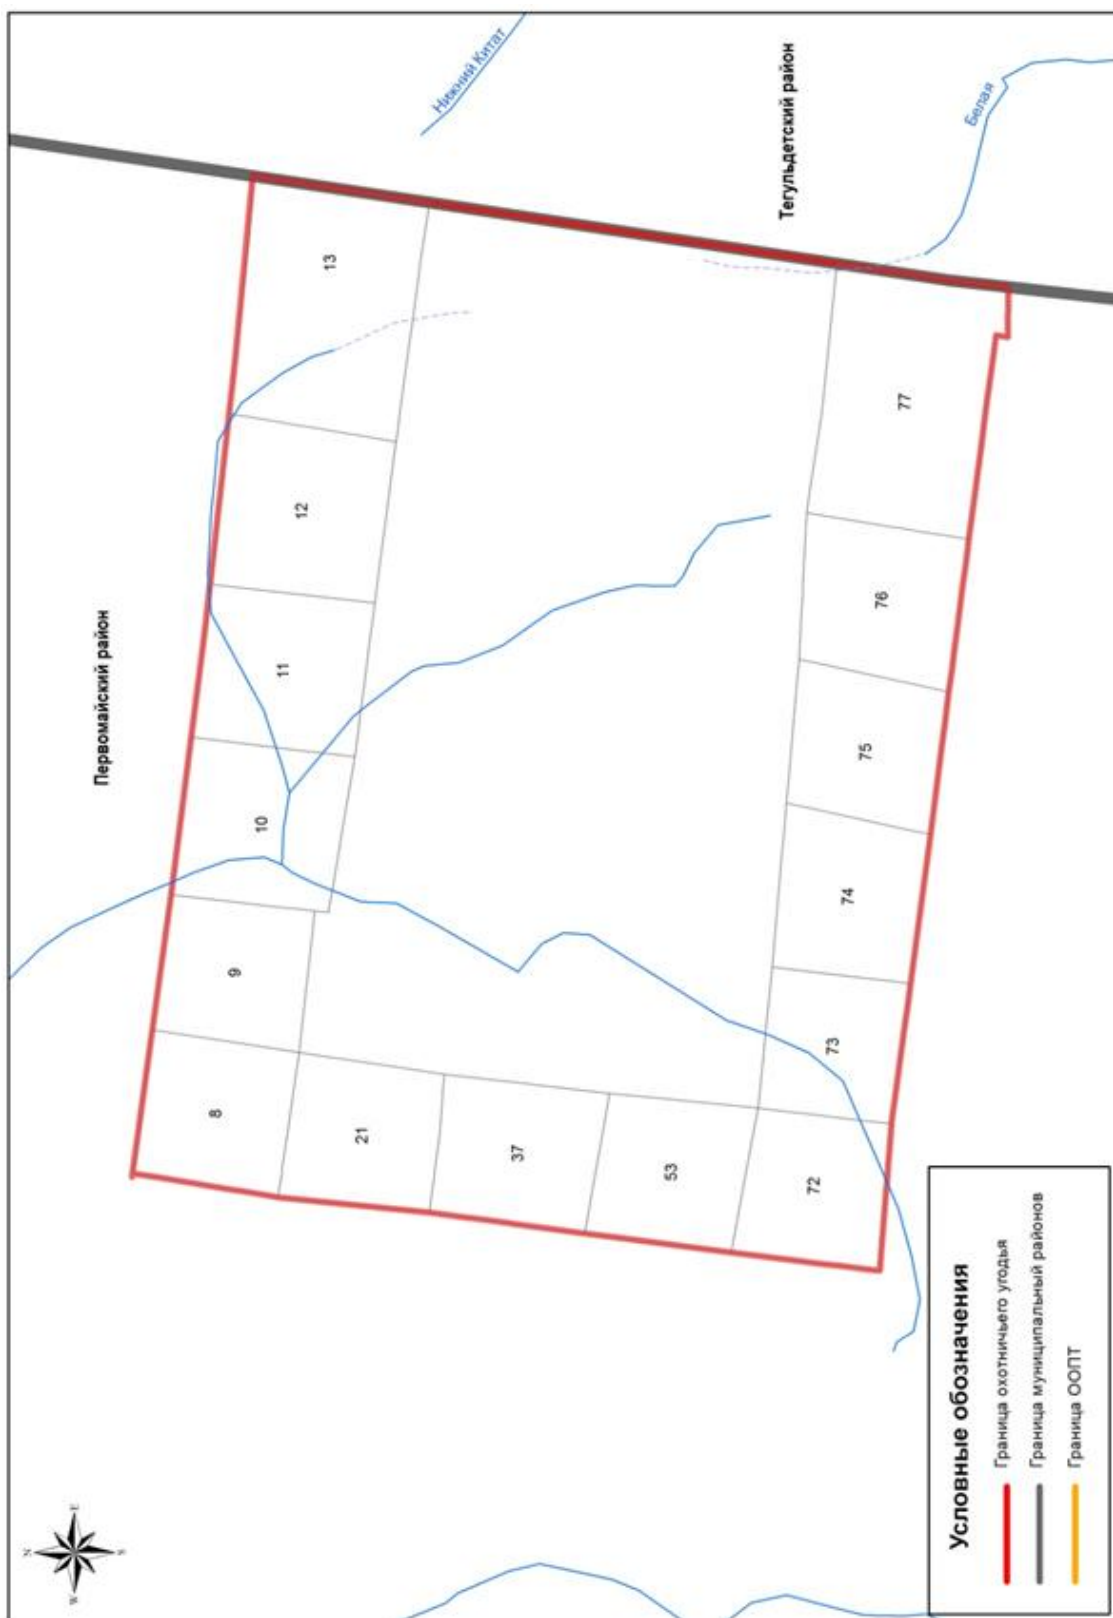 Нижний Китат
Тегульдетский район
Белая
Первомайский район
13
12
11
10
9
8
21
37
53
72
73
74
75
76
77
N
E
S
W
Условные обозначения
Граница охотничьего угодья
Граница муниципальный районов
Граница ООПТ